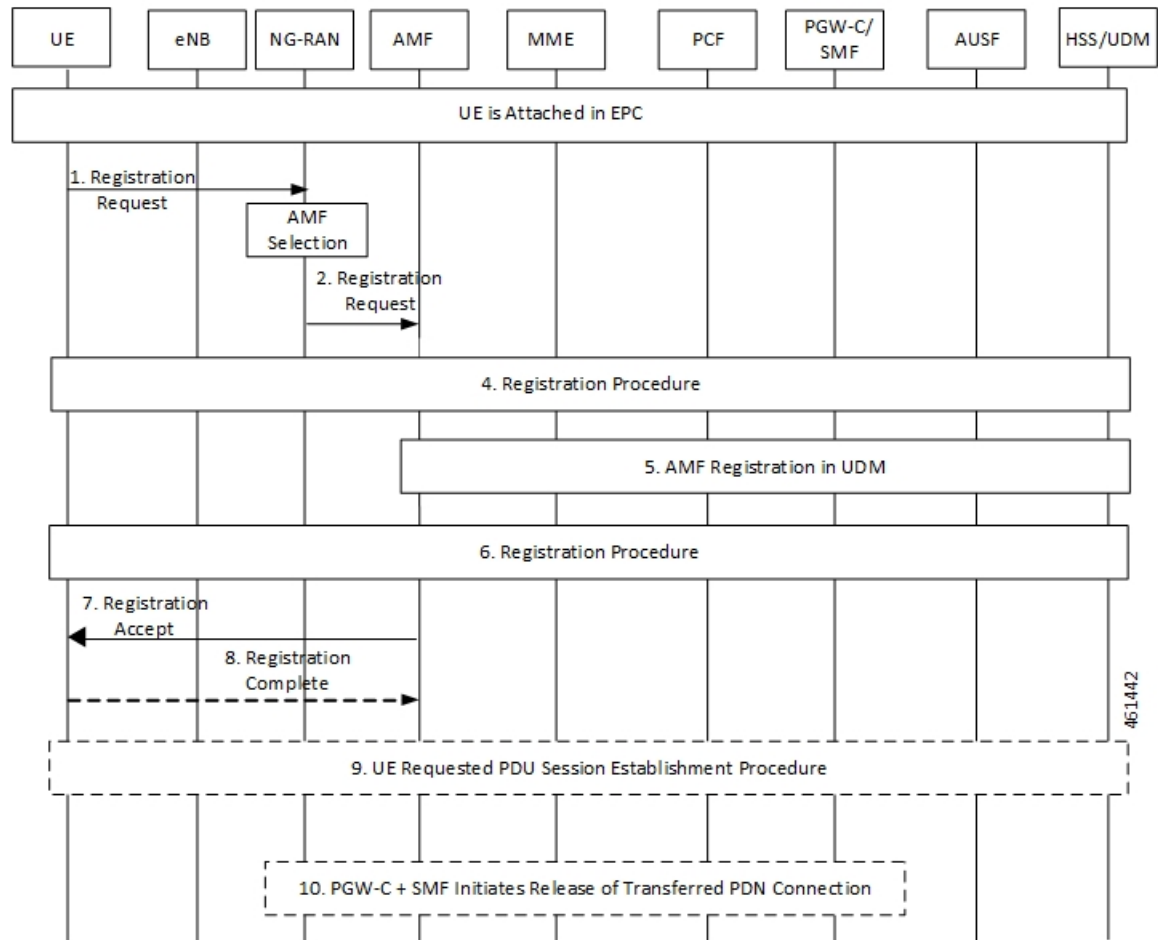 UE
eNB
NG-RAN
AMF
MME
PCF
PGW-C/
SMF
AUSF
HSS/UDM
UE is Attached in EPC
1. Registration
Request
AMF
Selection
2. Registration
Request
4. Registration Procedure
5. AMF Registration in UDM
6. Registration Procedure
7. Registration
Accept
8. Registration
Complete
461442
9. UE Requested PDU Session Establishment Procedure
10. PGW-C + SMF Initiates Release of Transferred PDN Connection